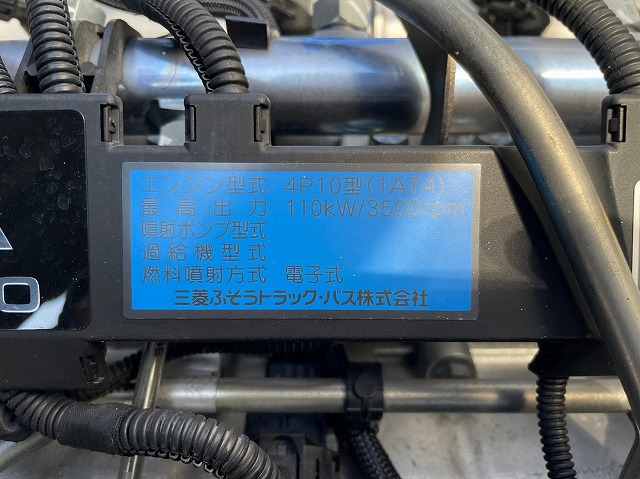 エンジン型式 4P10型(1AT4)
最高出力 110kW/3500rpm
噴射ポンプ型式
過給機型式
燃料噴射方式 電子式
三菱ふそうトラック・バス株式会社